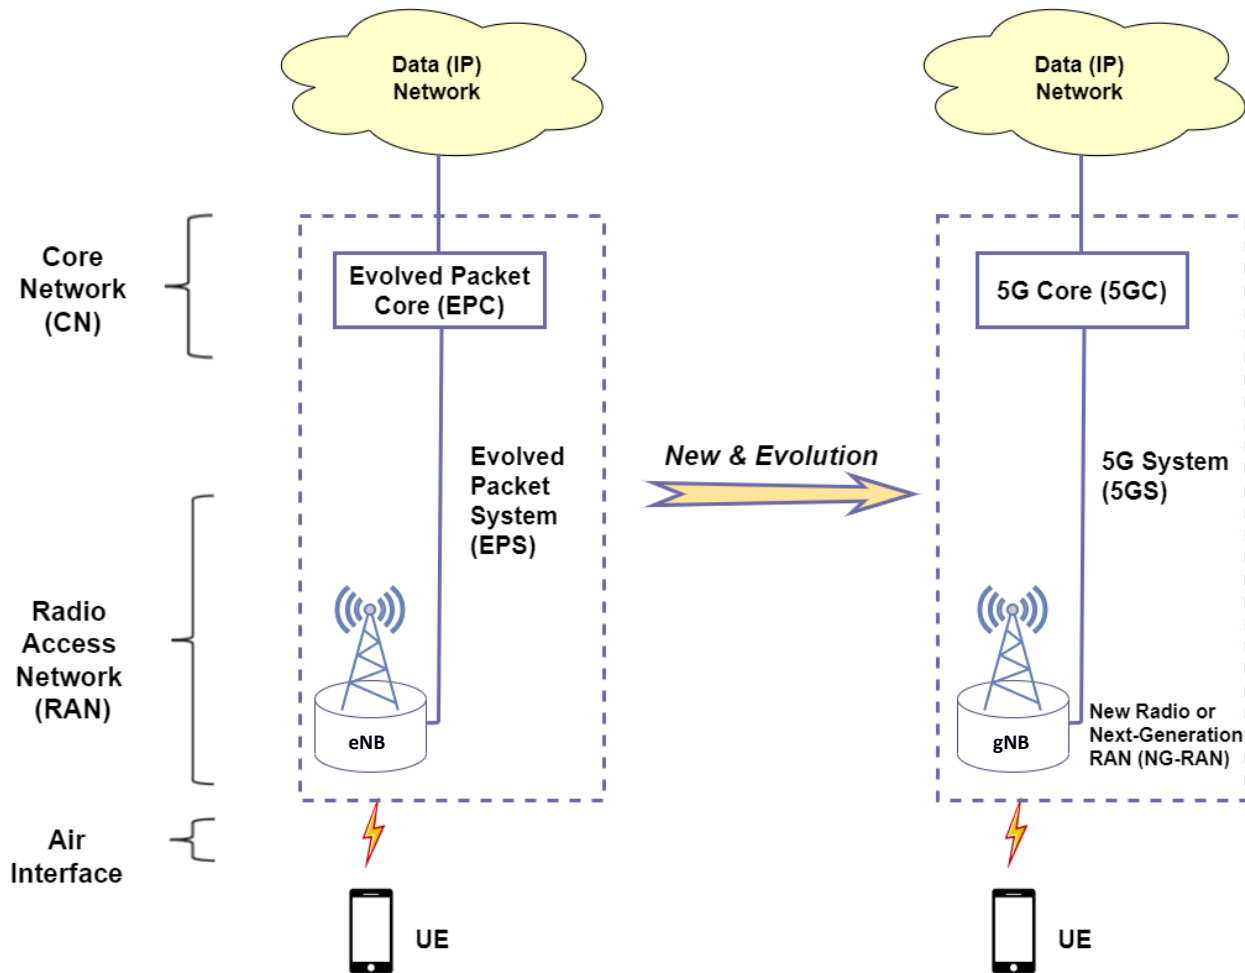 Data (IP)
Network
Data (IP)
Network
Core
Network
(CN)
Evolved Packet
Core (EPC)
5G Core (5GC)
New & Evolution
Evolved
Packet
System
(EPS)
5G System
(5GS)
Radio
Access
Network
(RAN)
eNB
gNB
New Radio or
Next-Generation
RAN (NG-RAN)
Air
Interface
UE
UE